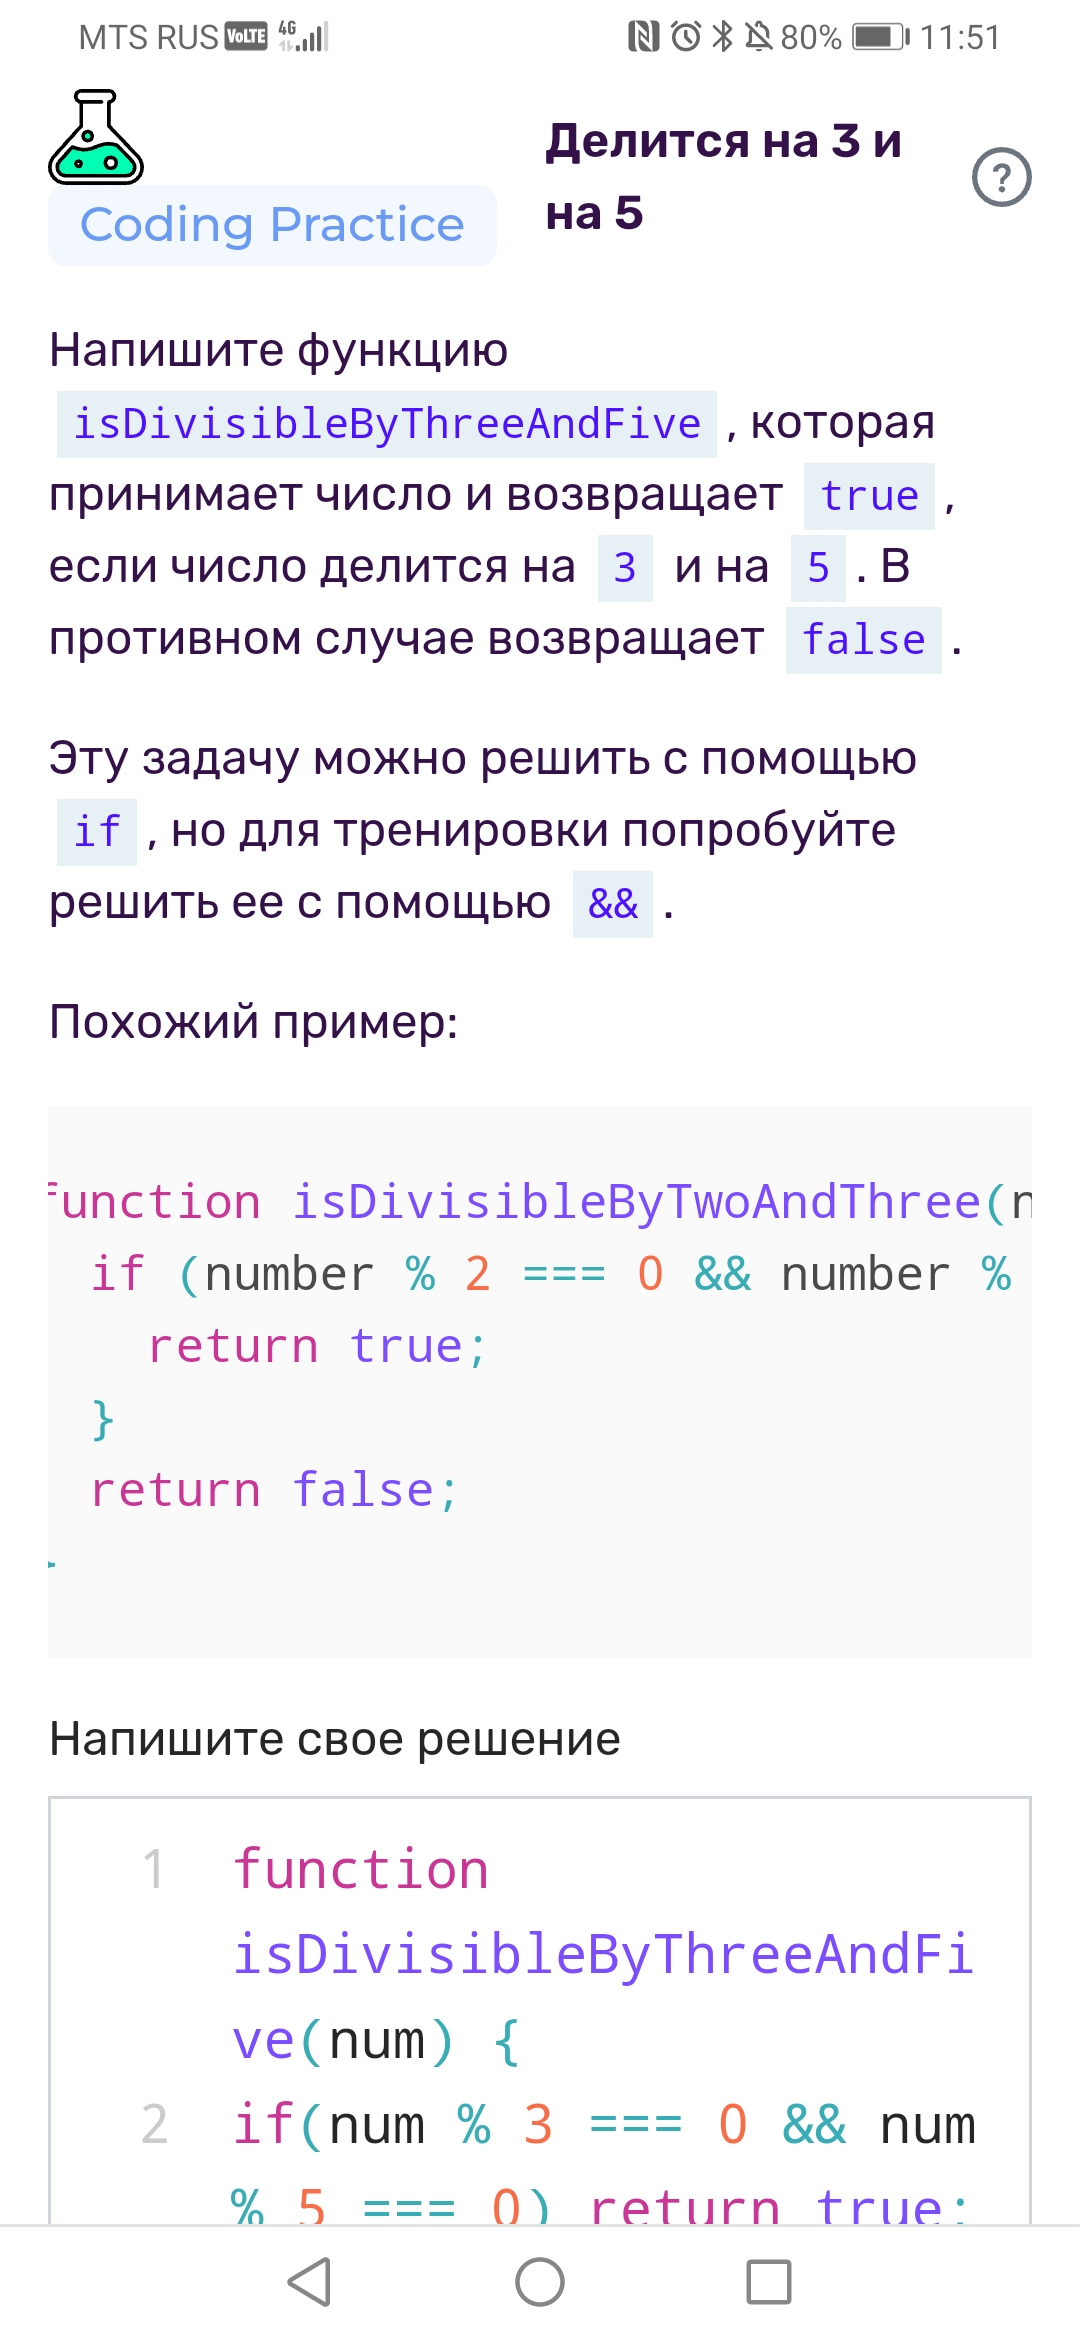 MTS RUS VoLTE 4G 80% 11:51
Делится на 3 и
на 5
?
Coding Practice
Напишите функцию
isDivisibleByThreeAndFive , которая
принимает число и возвращает true ,
если число делится на 3 и на 5 . В
противном случае возвращает false .
Эту задачу можно решить с помощью
if , но для тренировки попробуйте
решить ее с помощью && .
Похожий пример:
function isDivisibleByTwoAndThree(n
if (number % 2 === 0 && number %
return true;
}
return false;
Напишите свое решение
1 function
isDivisibleByThreeAndFi
ve(num) {
2 if(num % 3 === 0 && num
% 5 === 0) return true;